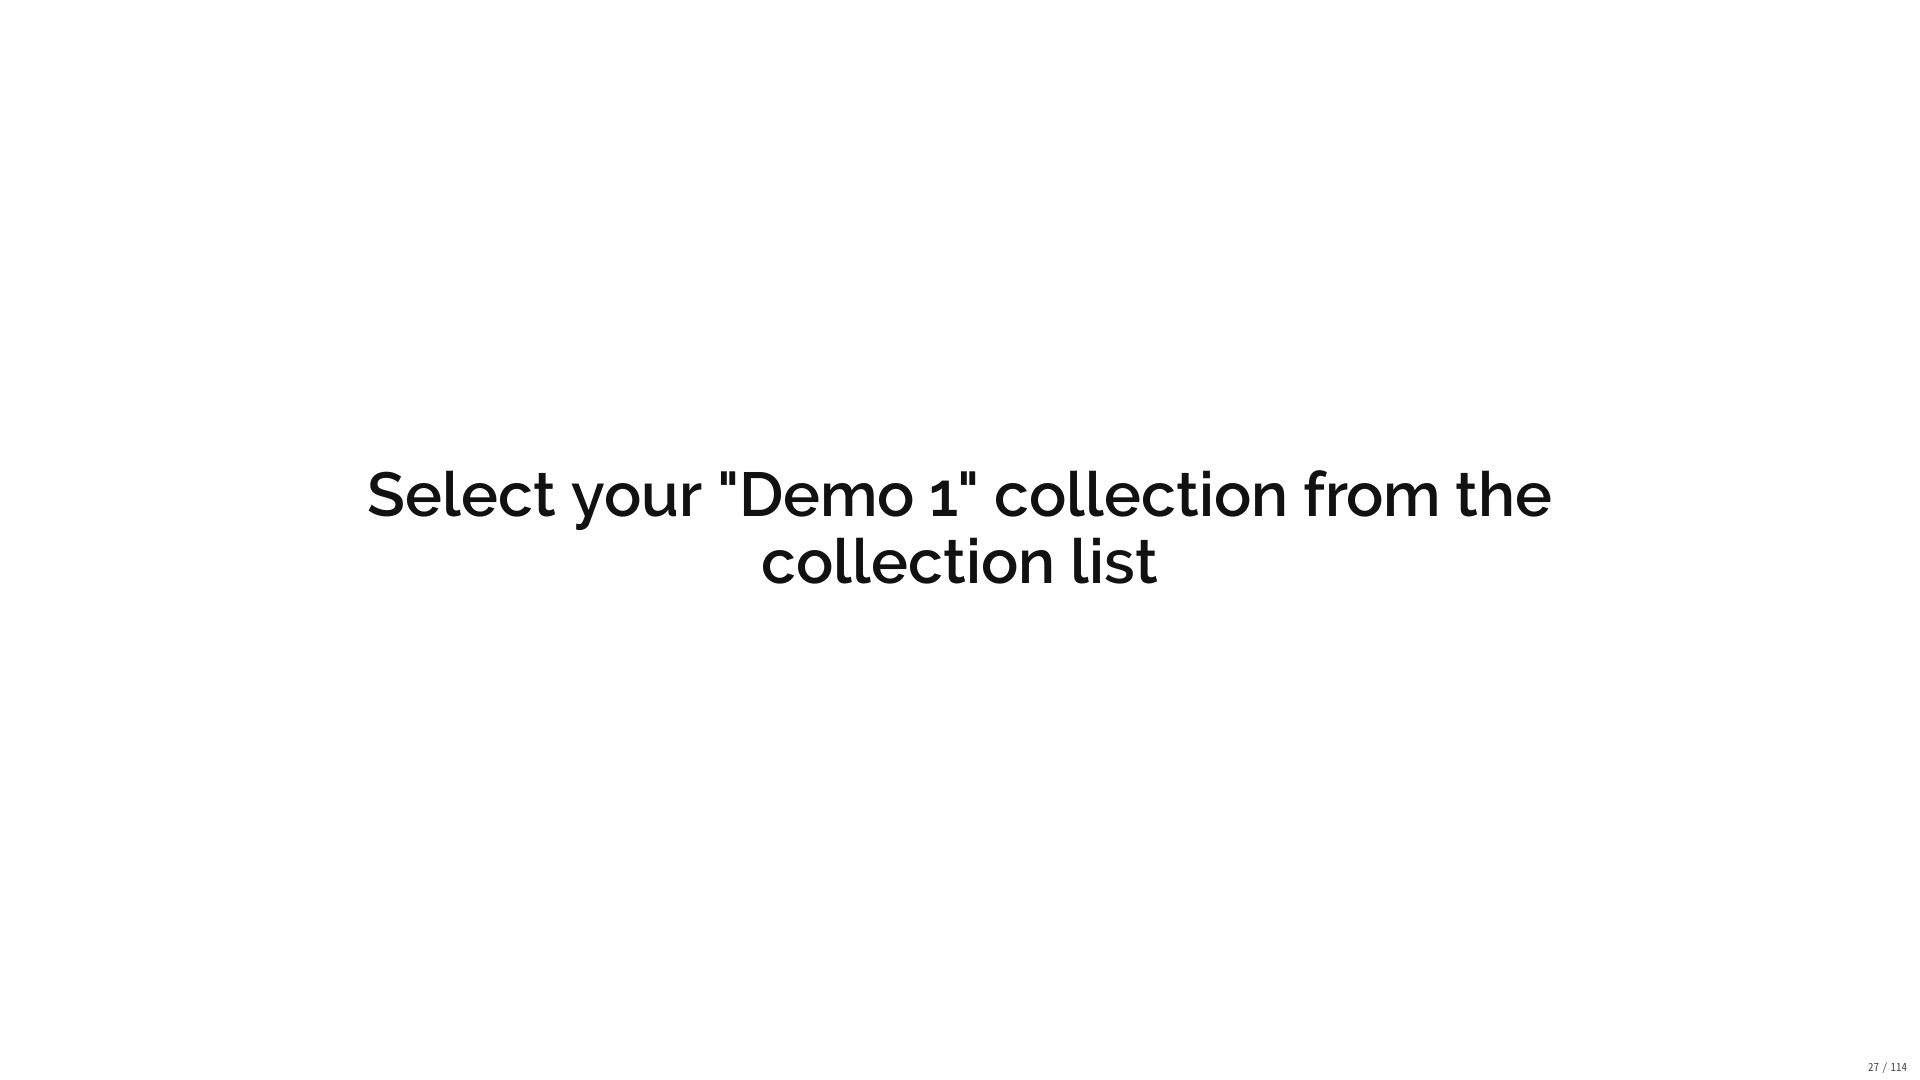 Select your "Demo 1" collection from the
collection list
27 / 114